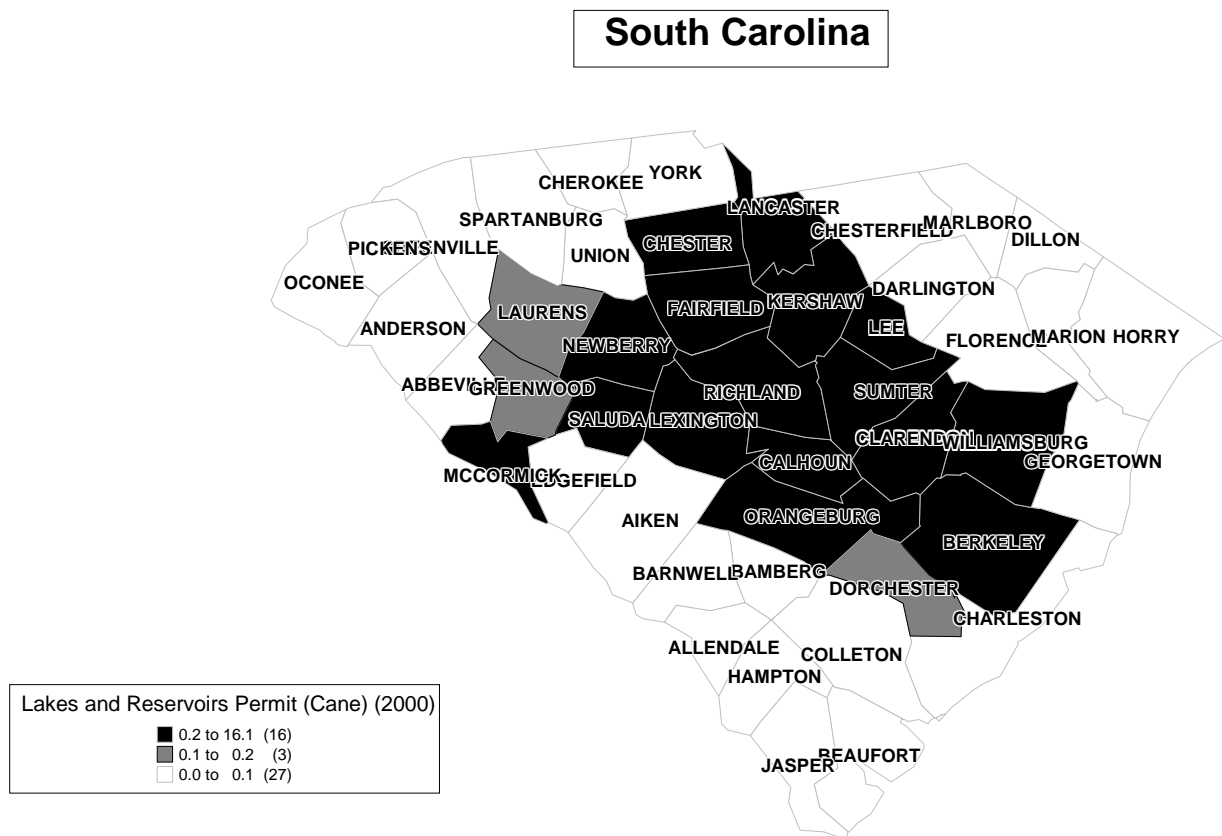 South Carolina
YORK
CHEROKEE
LANCASTER
SPARTANBURG
MARLBORO
CHESTERFIELD
DILLON
CHESTER
PICKENS
UNION
OCONEE
DARLINGTON
KERSHAW
FAIRFIELD
LAURENS
ANDERSON
LEE
MARION
HORRY
FLORENCE
NEWBERRY
ABBEVILLE
GREENWOOD
RICHLAND
SUMTER
SALUDA
LEXINGTON
CLARENDON
WILLIAMSBURG
GEORGETOWN
CALHOUN
MCCORMICK
EDGEFIELD
AIKEN
ORANGEBURG
BERKELEY
BARNWELL
BAMBERG
DORCHESTER
CHARLESTON
ALLENDALE
COLLETON
HAMPTON
BEAUFORT
JASPER
Lakes and Reservoirs Permit (Cane) (2000)
0.2 to 16.1 (16)
0.1 to 0.2 (3)
0.0 to 0.1 (27)